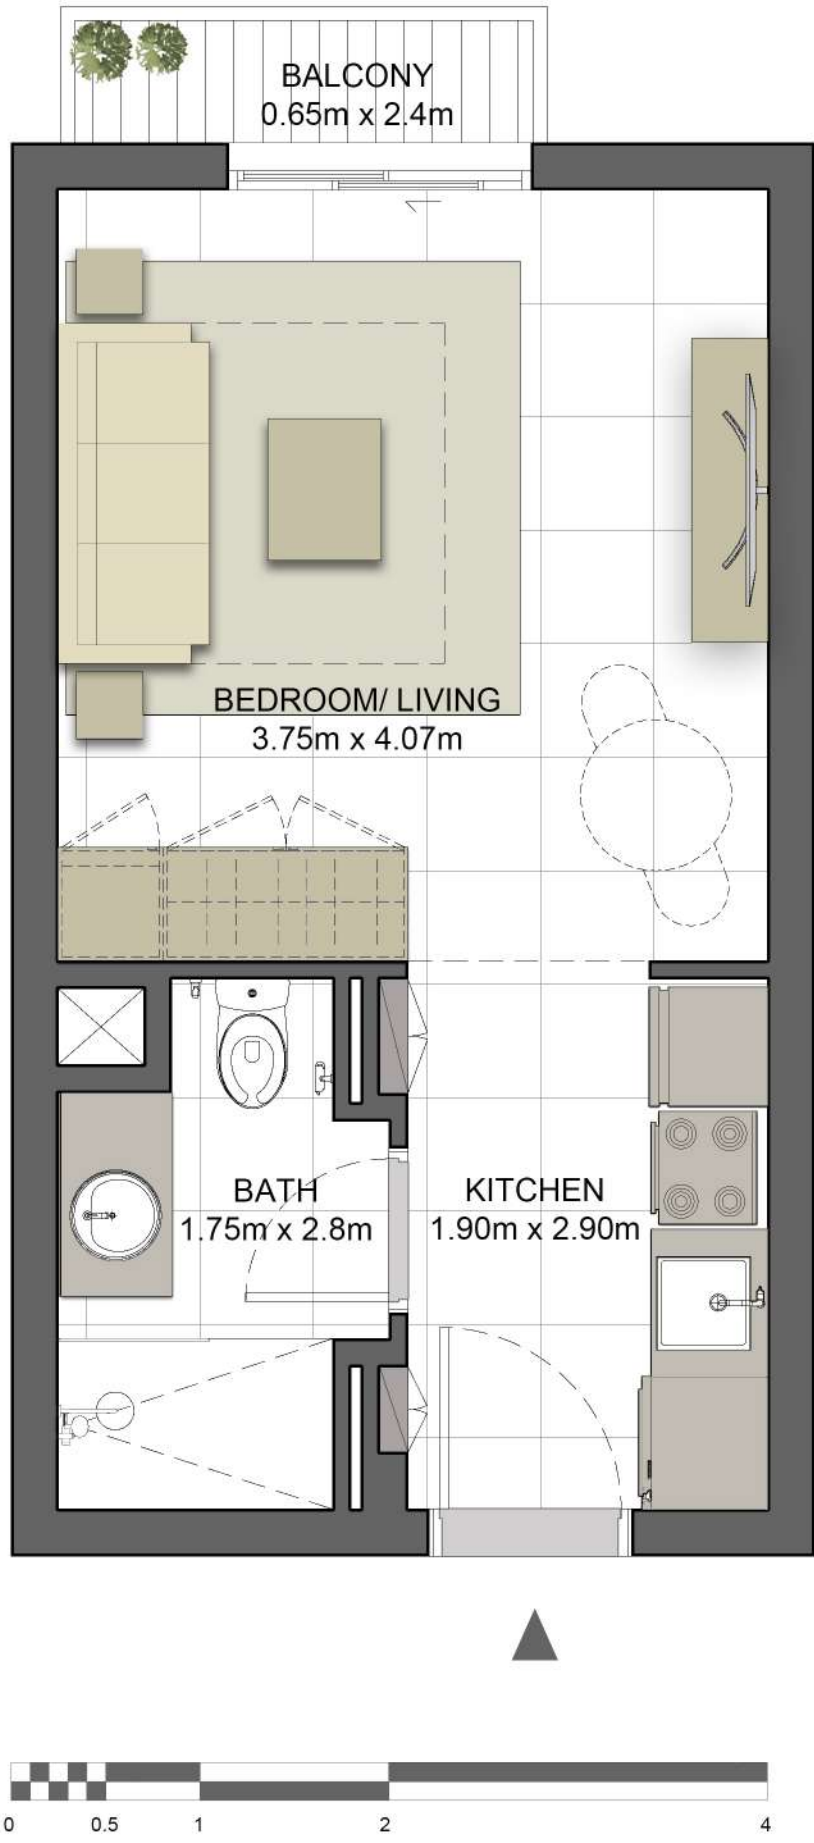 BALCONY
0.65m x 2.4m
BEDROOM/ LIVING
3.75m x 4.07m
BATH
1.75m x 2.8m
KITCHEN
1.90m x 2.90m
0 0.5 1 2 4